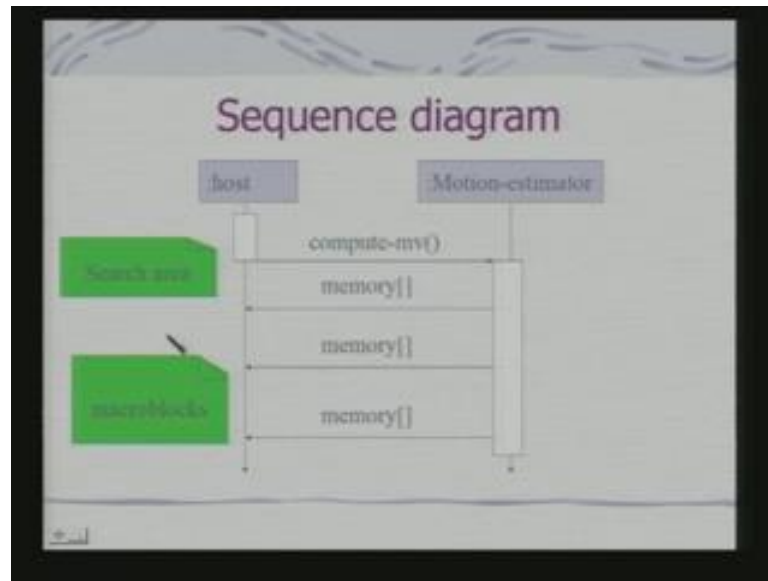 Sequence diagram
:host
:Motion-estimator
compute-mv()
Search area
memory[]
memory[]
macroblocks
memory[]